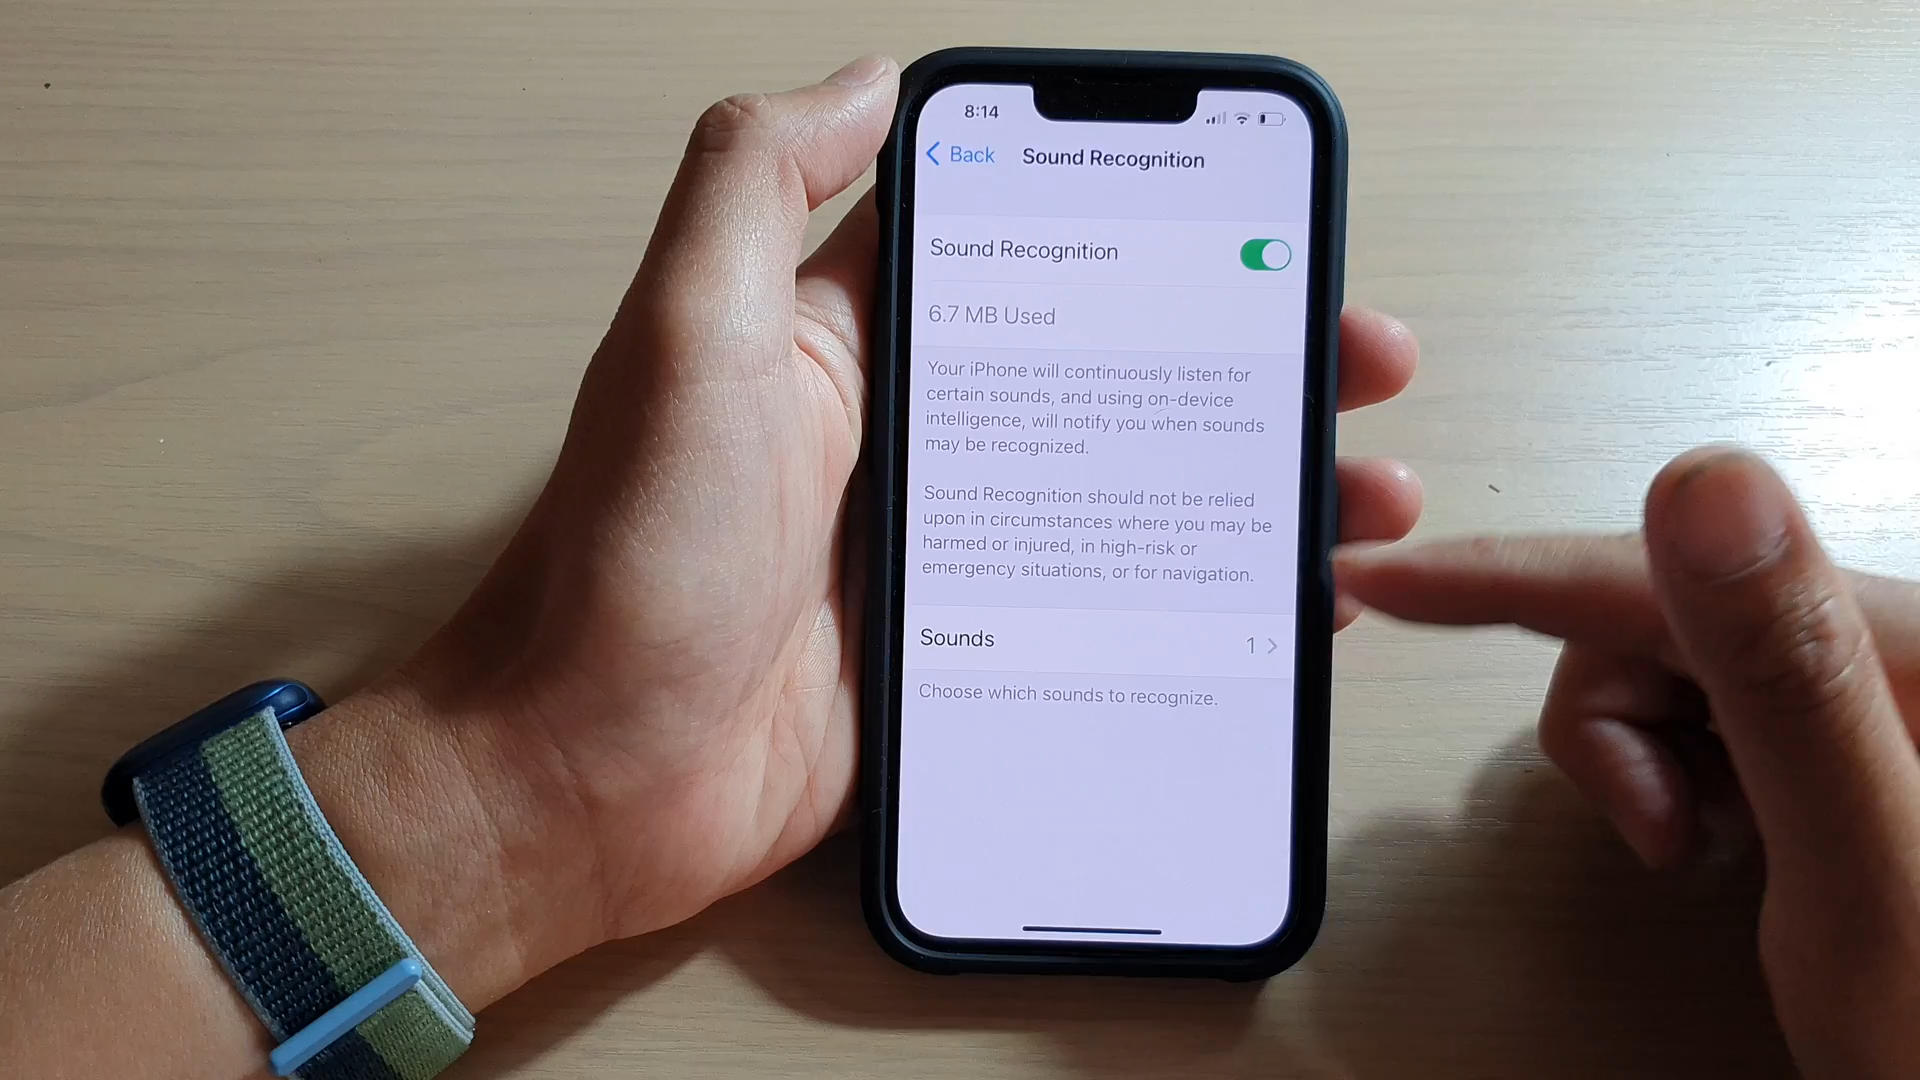 8:14
Back
Sound Recognition
Sound Recognition
6.7 MB Used
Your iPhone will continuously listen for
certain sounds, and using on-device
intelligence, will notify you when sounds
may be recognized.
Sound Recognition should not be relied
upon in circumstances where you may be
harmed or injured, in high-risk or
emergency situations, or for navigation.
Sounds 1
Choose which sounds to recognize.